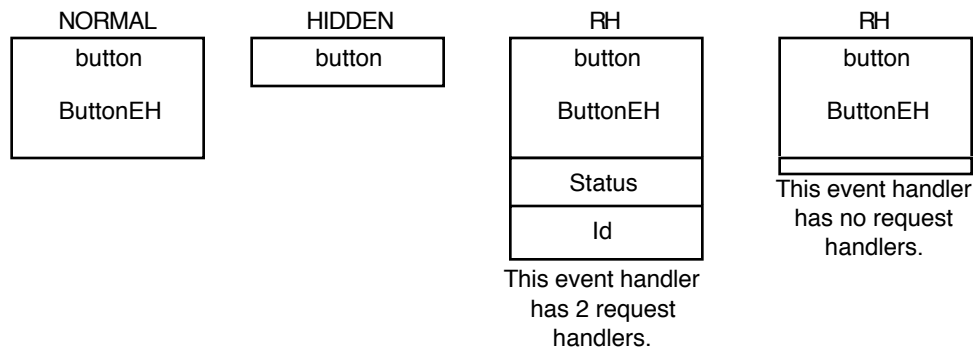 NORMAL
button
ButtonEH
HIDDEN
button
RH
button
ButtonEH
Status
Id
This event handler
has 2 request
handlers.
RH
button
ButtonEH
This event handler
has no request
handlers.